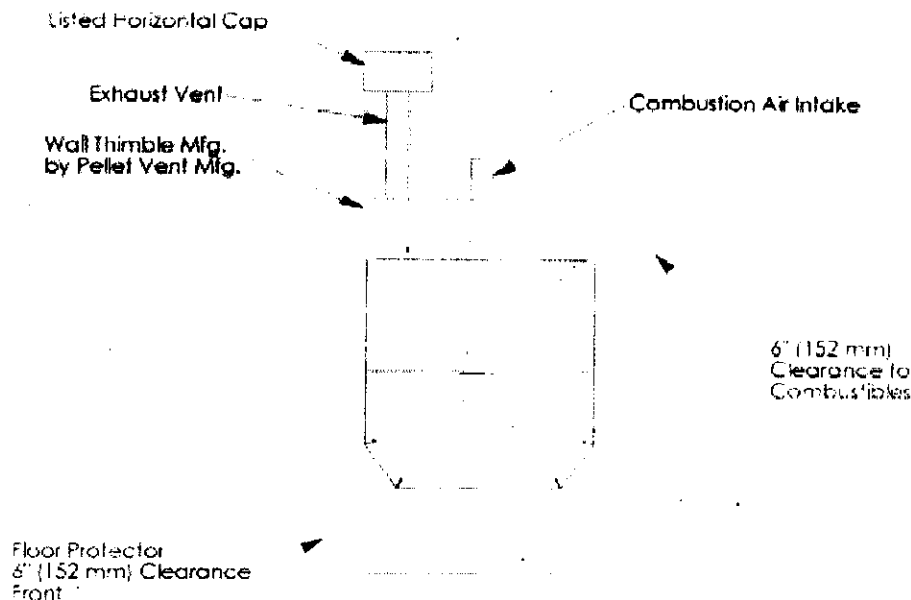 Listed Horizontal Cap
Exhaust Vent
Combustion Air Intake
Wall Thimble Mfg.
by Pellet Vent Mfg.
6" (152 mm)
Clearance to
Combustibles
Floor Protector
6" (152 mm) Clearance
Front